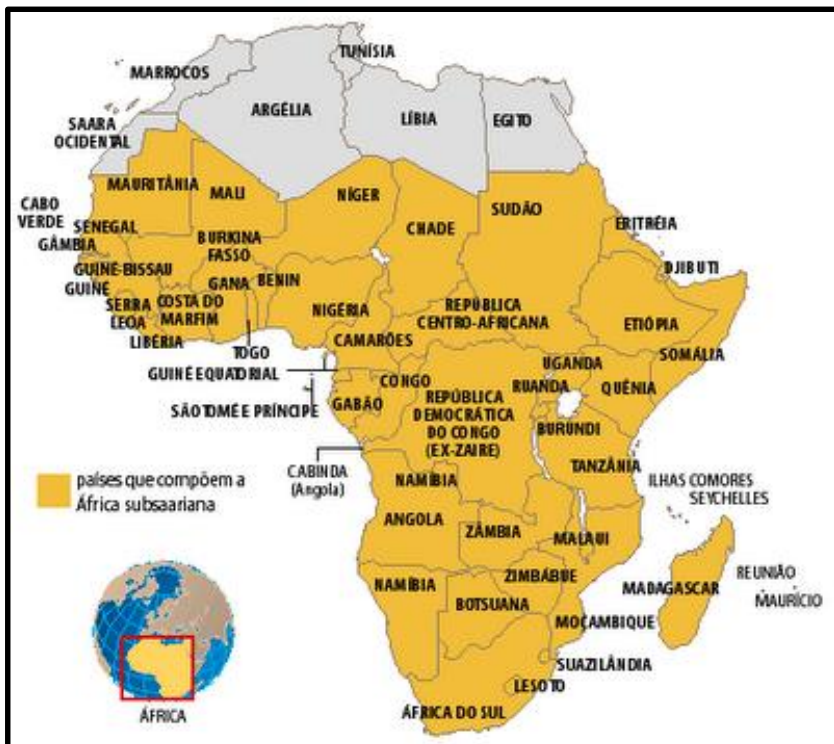 TUNÍSIA
MARROCOS
ARGÉLIA
LÍBIA
EGITO
SAARA
OCIDENTAL
MAURITÂNIA
MALI
NÍGER
CHADE
SUDÃO
ERITRÉIA
CABO
VERDE
SENEGAL
GÂMBIA
BURKINA
FASSO
DJIBUTI
GUINÉ-BISSAU
GUINÉ
GANA
BENIN
NIGÉRIA
SERRA
LEOA
COSTA DO
MARFIM
LIBÉRIA
REPÚBLICA
CENTRO-AFRICANA
ETIÓPIA
TOGO
CAMARÕES
SOMÁLIA
GUINÉ EQUATORIAL
UGANDA
CONGO
RUANDA
QUÊNIA
SÃO TOMÉ E PRÍNCIPE
GABÃO
REPÚBLICA
DEMOCRÁTICA
DO CONGO
(EX-ZAIRE)
BURUNDI
CABINDA
(Angola)
TANZÂNIA
NAMÍBIA
ILHAS COMORES
SEYCHELLES
países que compõem a
África subsaariana
ANGOLA
ZÂMBIA
MALAUI
NAMÍBIA
ZIMBÁBUE
MADAGASCAR
REUNIÃO
MAURÍCIO
BOTSUANA
MOÇAMBIQUE
SUAZILÂNDIA
LESOTO
ÁFRICA DO SUL
ÁFRICA